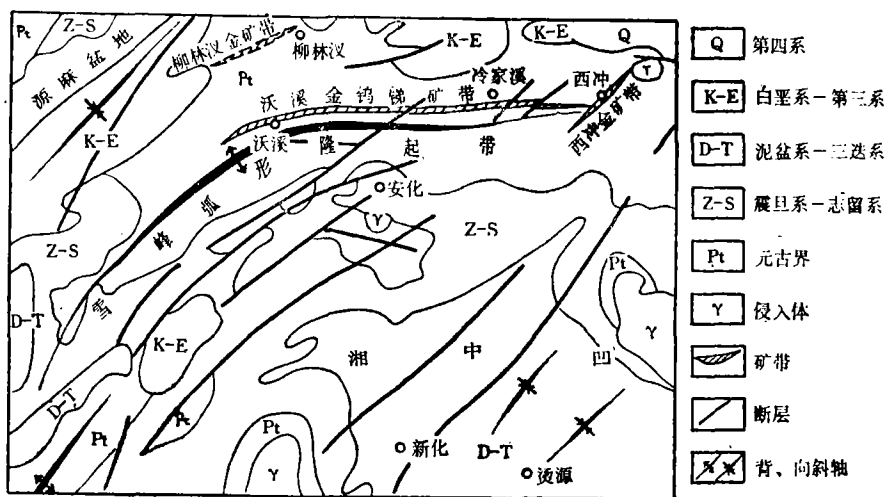 Pt
Z-S
源麻盆地
K-E
柳林汊金矿带
柳林汊
Pt
K-E
K-E
Q
γ
冷家溪
西冲
西冲金矿带
沃溪金钨锑矿带
沃溪
雪峰弧形隆起带
安化
γ
Z-S
Z-S
D-T
K-E
D-T
Pt
Pt
Pt
γ
湘中凹
Pt
γ
新化
D-T
烫源
Q 第四系
K-E 白垩系-第三系
D-T 泥盆系-三迭系
Z-S 震旦系-志留系
Pt 元古界
γ 侵入体
矿带
断层
背、向斜轴